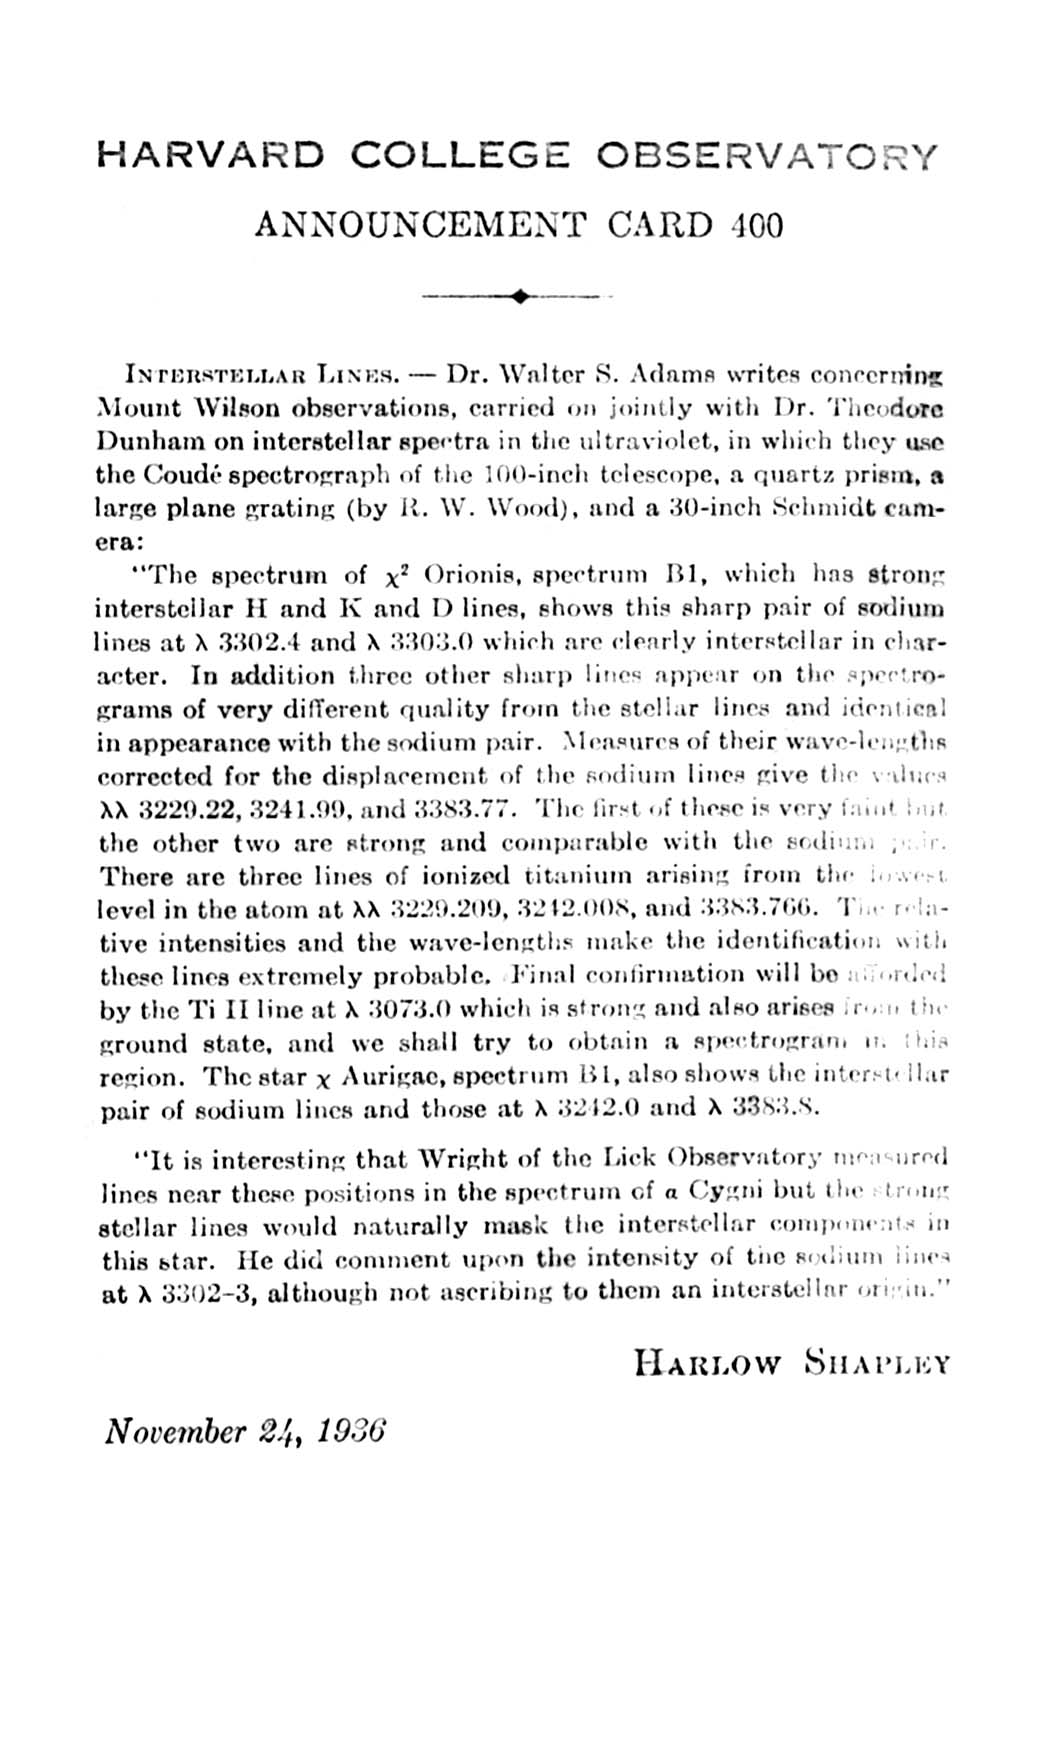 HARVARD COLLEGE OBSERVATORY
ANNOUNCEMENT CARD 400
INTERSTELLAR LINES. — Dr. Walter S. Adams writes concerning
Mount Wilson observations, carried on jointly with Dr. Theodore
Dunham on interstellar spectra in the ultraviolet, in which they use
the Coudé spectrograph of the 100-inch telescope, a quartz prism, a
large plane grating (by R. W. Wood), and a 30-inch Schmidt cam-
era:
"The spectrum of χ² Orionis, spectrum B1, which has strong
interstellar H and K and D lines, shows this sharp pair of sodium
lines at λ 3302.4 and λ 3303.0 which are clearly interstellar in char-
acter. In addition three other sharp lines appear on the spectro-
grams of very different quality from the stellar lines and identical
in appearance with the sodium pair. Measures of their wave-lengths
corrected for the displacement of the sodium lines give the values
λλ 3229.22, 3241.99, and 3383.77. The first of these is very faint but
the other two are strong and comparable with the sodium pair.
There are three lines of ionized titanium arising from the lowest
level in the atom at λλ 3229.209, 3242.008, and 3383.766. The rela-
tive intensities and the wave-lengths make the identification with
these lines extremely probable. Final confirmation will be afforded
by the Ti II line at λ 3073.0 which is strong and also arises from the
ground state, and we shall try to obtain a spectrogram in this
region. The star χ Aurigae, spectrum B1, also shows the interstellar
pair of sodium lines and those at λ 3242.0 and λ 3383.8.
"It is interesting that Wright of the Lick Observatory measured
lines near these positions in the spectrum of α Cygni but the strong
stellar lines would naturally mask the interstellar components in
this star. He did comment upon the intensity of the sodium lines
at λ 3302-3, although not ascribing to them an interstellar origin."
HARLOW SHAPLEY
November 24, 1936